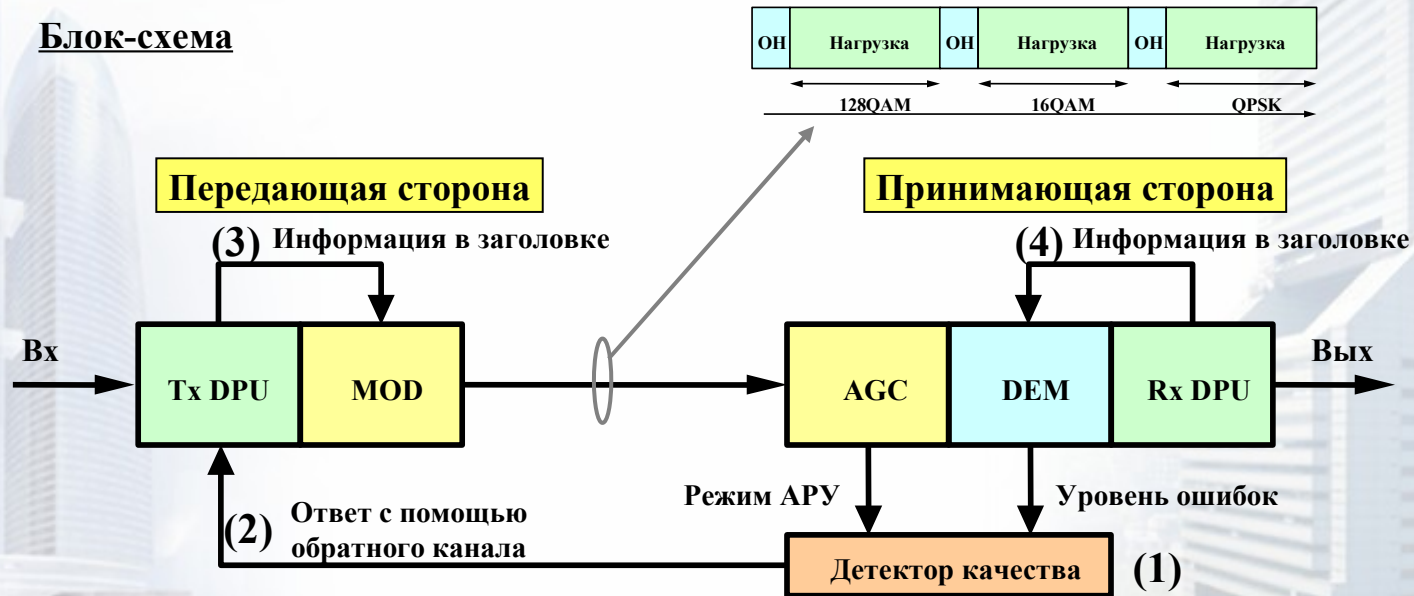 Блок-схема
OH Нагрузка OH Нагрузка OH Нагрузка
128QAM 16QAM QPSK
Передающая сторона
Принимающая сторона
(3) Информация в заголовке
(4) Информация в заголовке
Вх
Tx DPU MOD
AGC DEM Rx DPU
Вых
Режим АРУ
Уровень ошибок
(2) Ответ с помощью
обратного канала
Детектор качества (1)